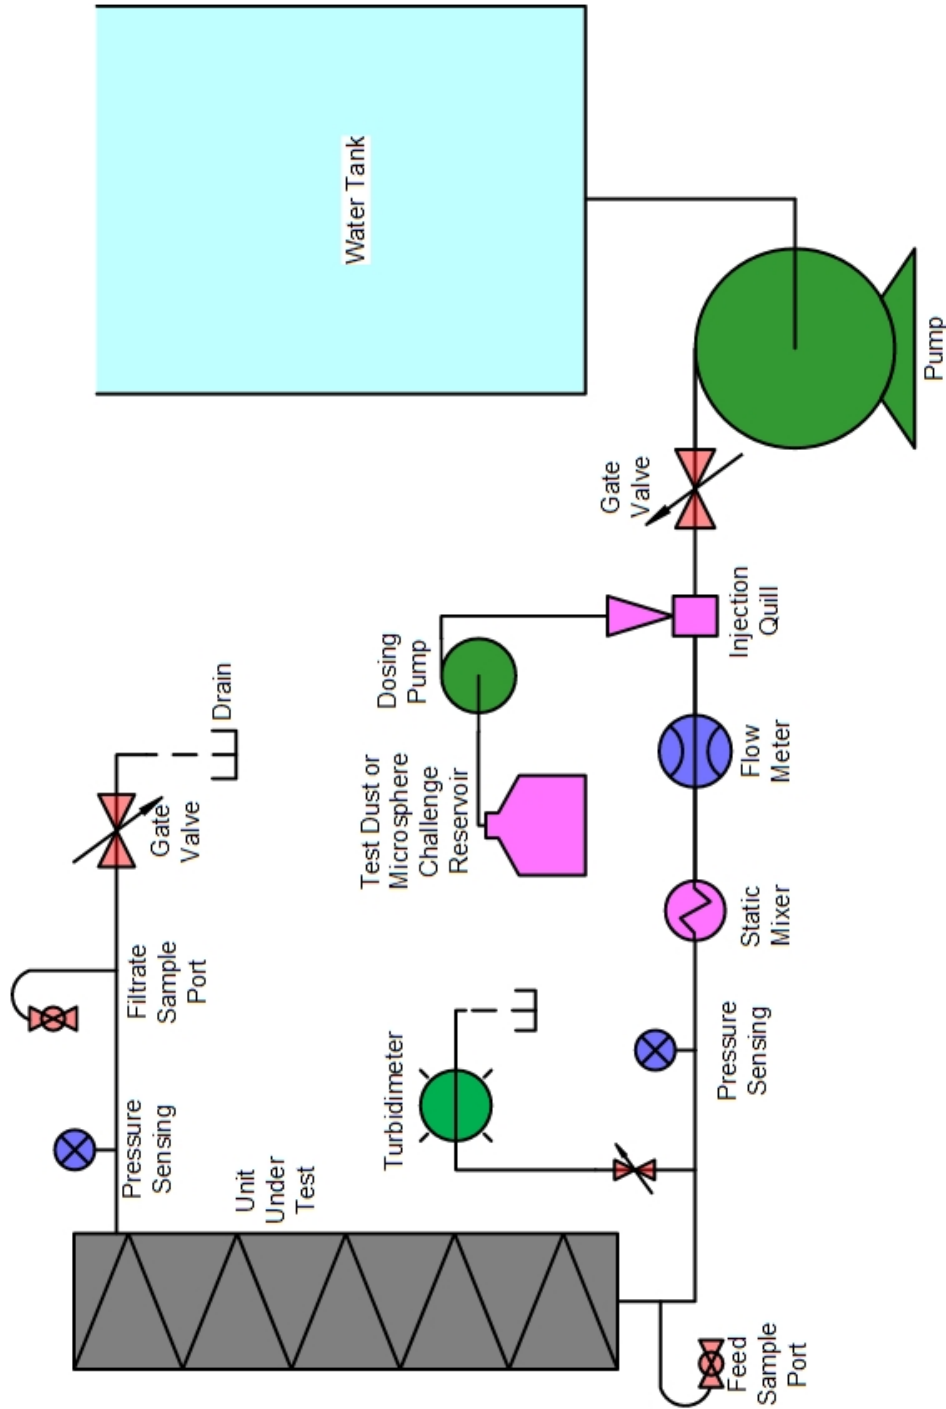 Water Tank
Pump
Gate
Valve
Injection
Quill
Dosing
Pump
Test Dust or
Microsphere
Challenge
Reservoir
Flow
Meter
Static
Mixer
Pressure
Sensing
Turbidimeter
Feed
Sample
Port
Unit
Under
Test
Pressure
Sensing
Filtrate
Sample
Port
Gate
Valve
Drain